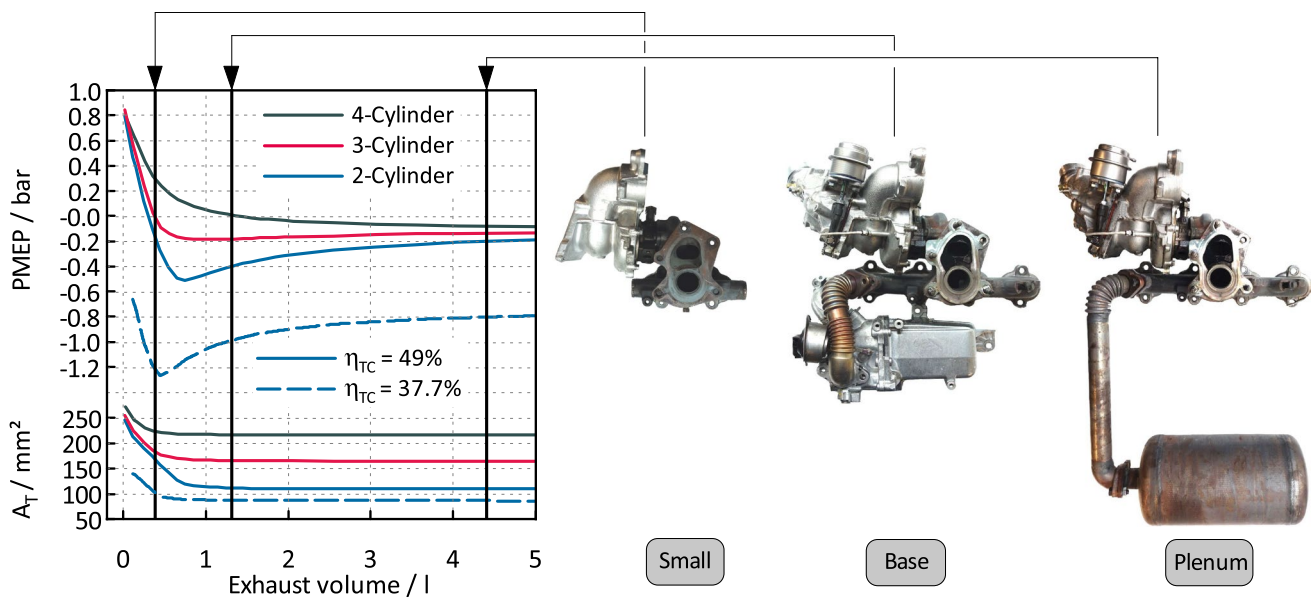 1.0
0.8
0.6
0.4
0.2
-0.0
-0.2
-0.4
-0.6
-0.8
-1.0
-1.2
PMEP / bar
4-Cylinder
3-Cylinder
2-Cylinder
η_TC = 49%
η_TC = 37.7%
250
200
150
100
50
A_T / mm²
0 1 2 3 4 5
Exhaust volume / l
Small
Base
Plenum